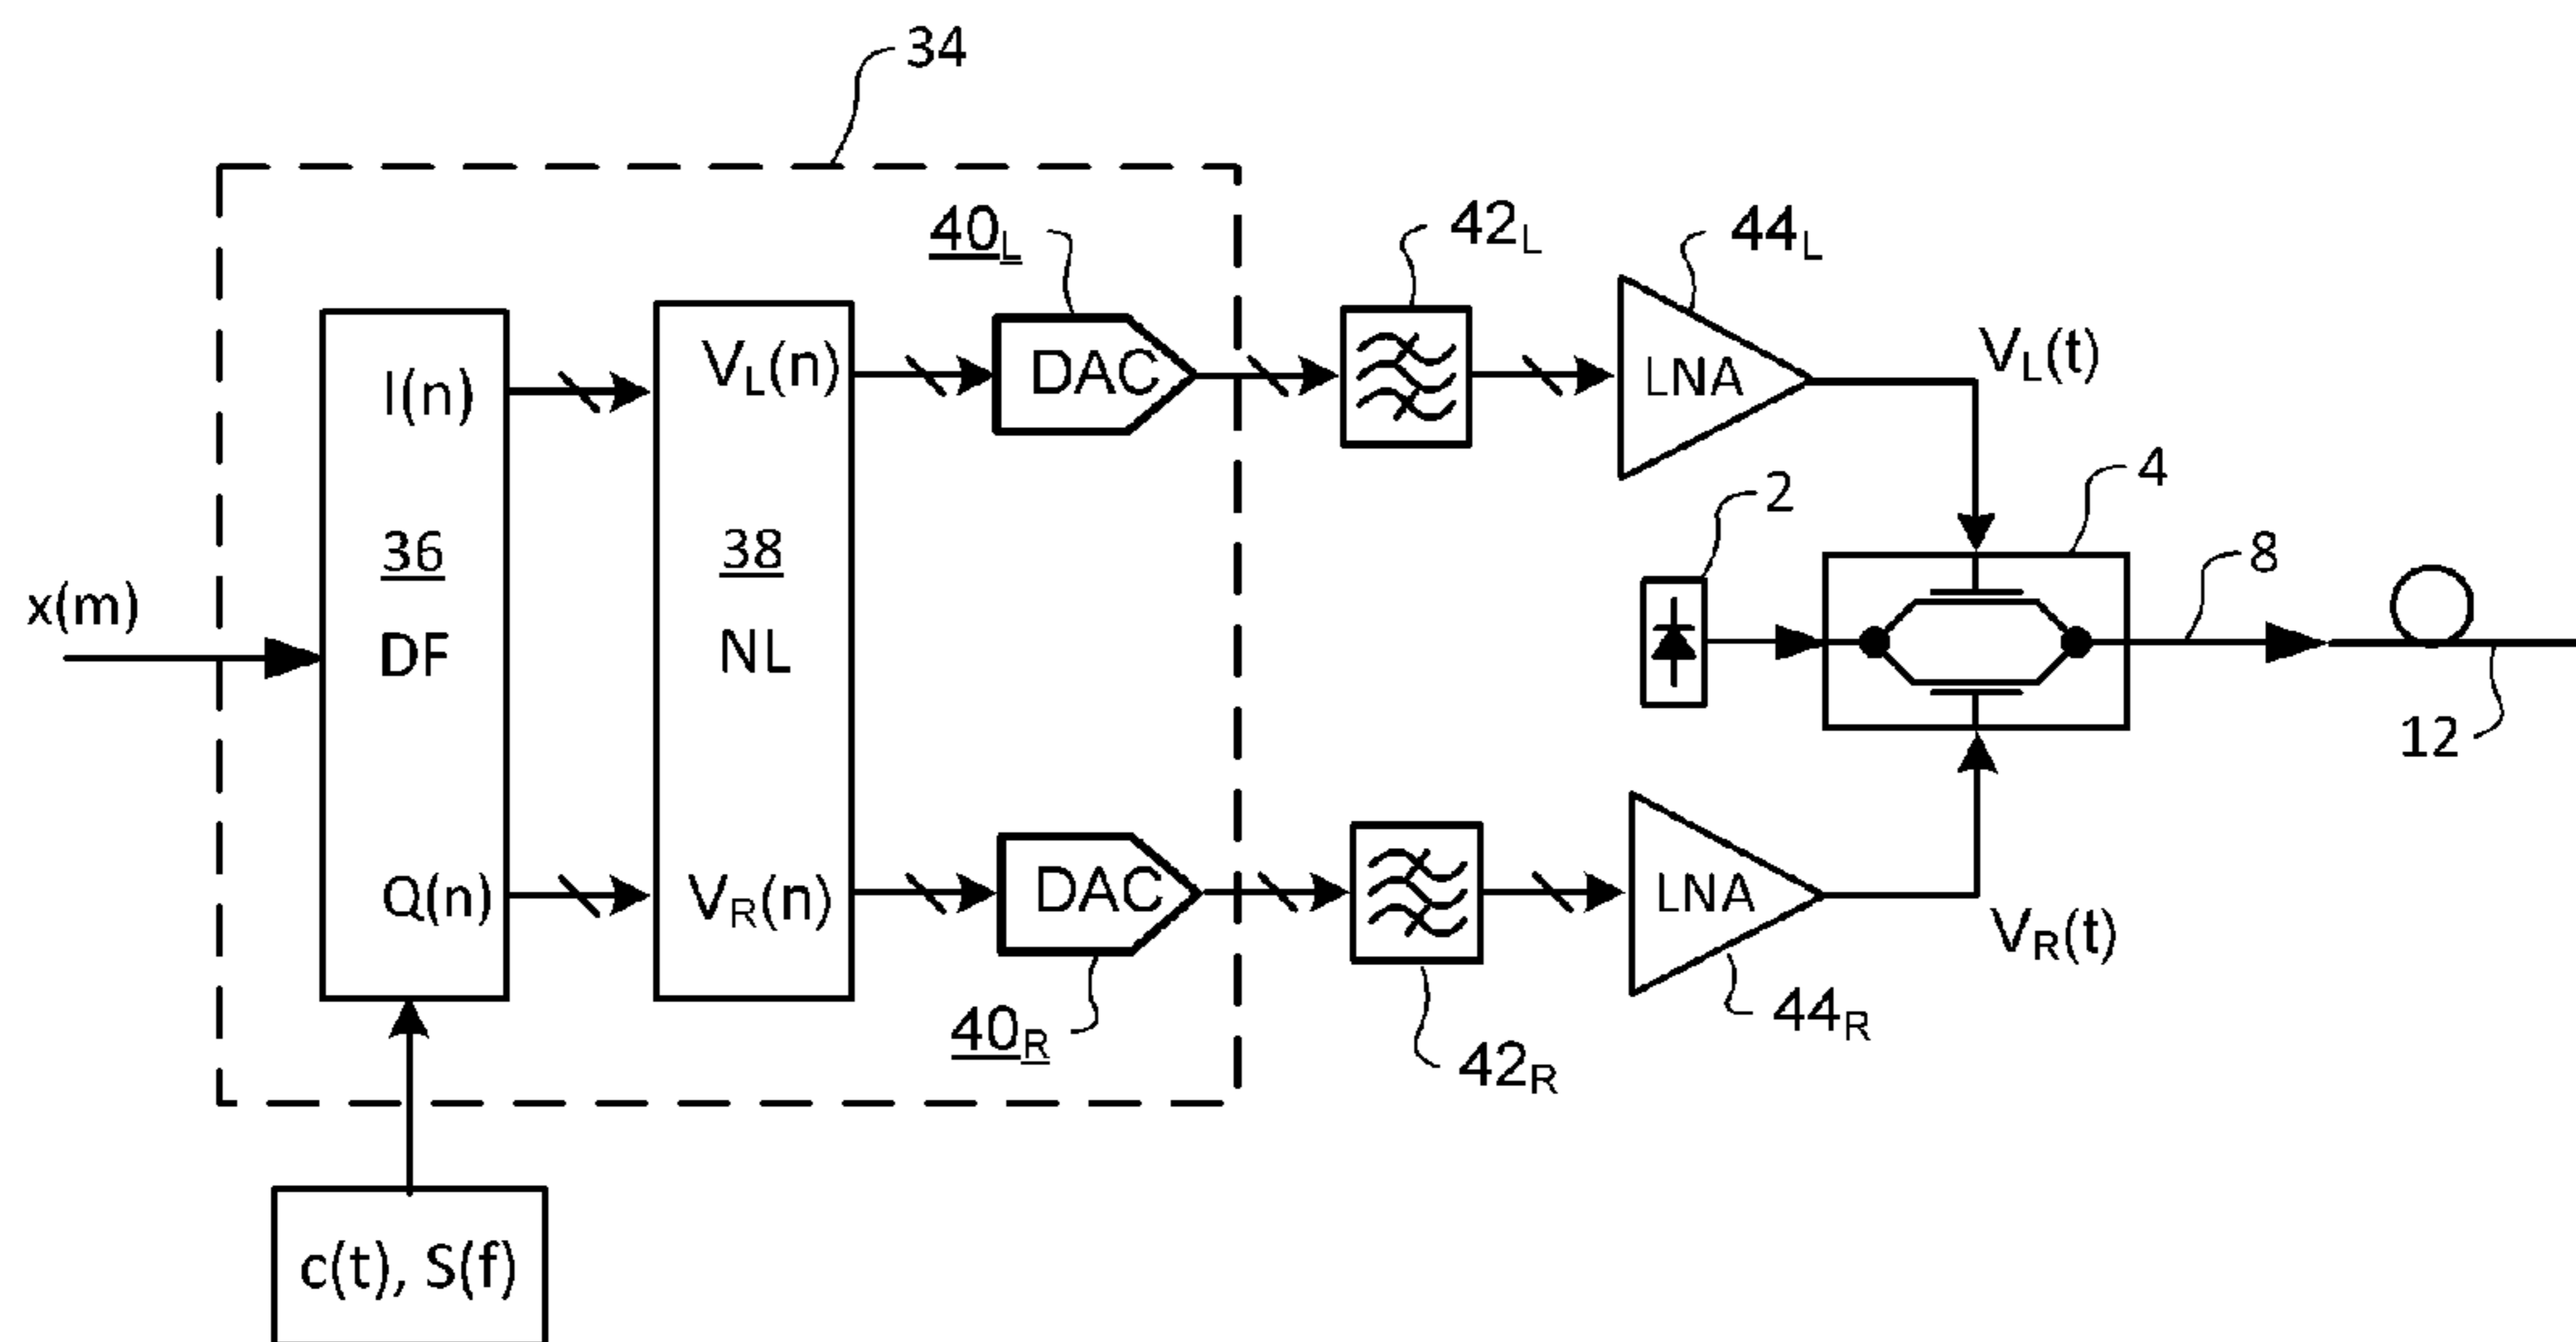 34
40L
42L
44L
I(n)
VL(n)
DAC
LNA
VL(t)
36
38
2
4
8
x(m)
DF
NL
12
Q(n)
VR(n)
DAC
LNA
VR(t)
40R
42R
44R
c(t), S(f)